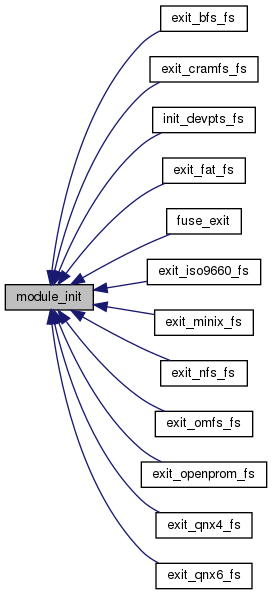 exit_bfs_fs
exit_cramfs_fs
init_devpts_fs
exit_fat_fs
fuse_exit
exit_iso9660_fs
module_init
exit_minix_fs
exit_nfs_fs
exit_omfs_fs
exit_openprom_fs
exit_qnx4_fs
exit_qnx6_fs